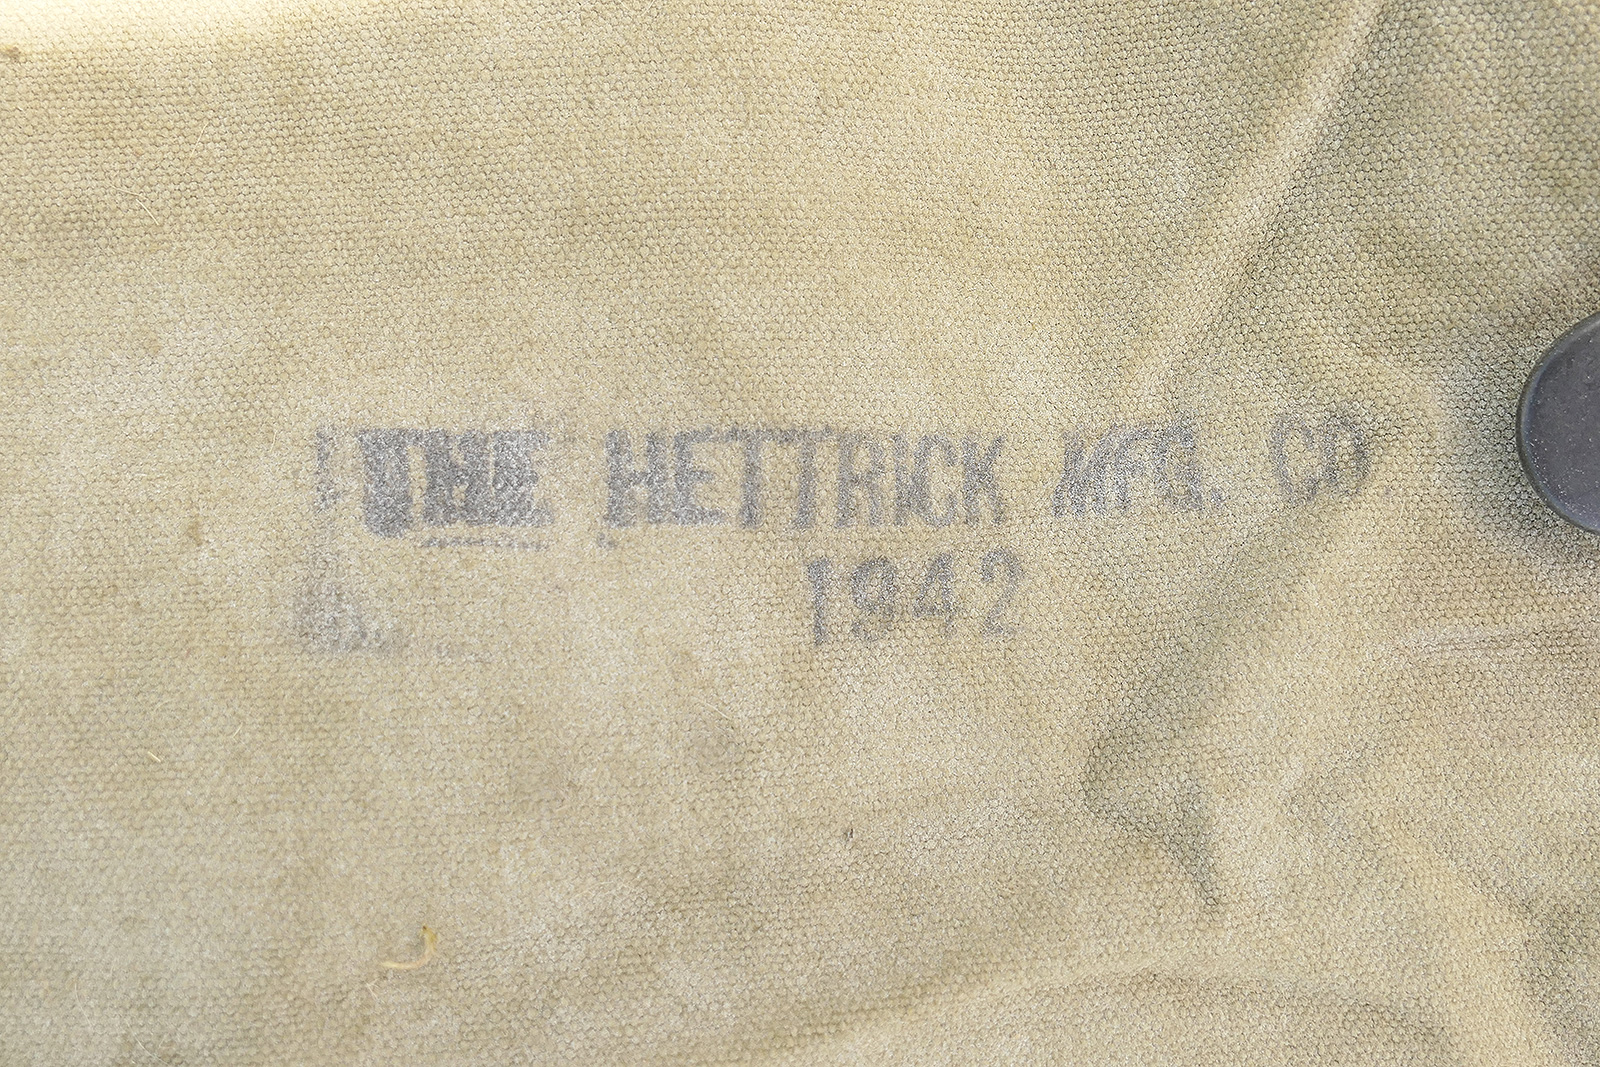 THE HETTRICK MFG. CO.
1942